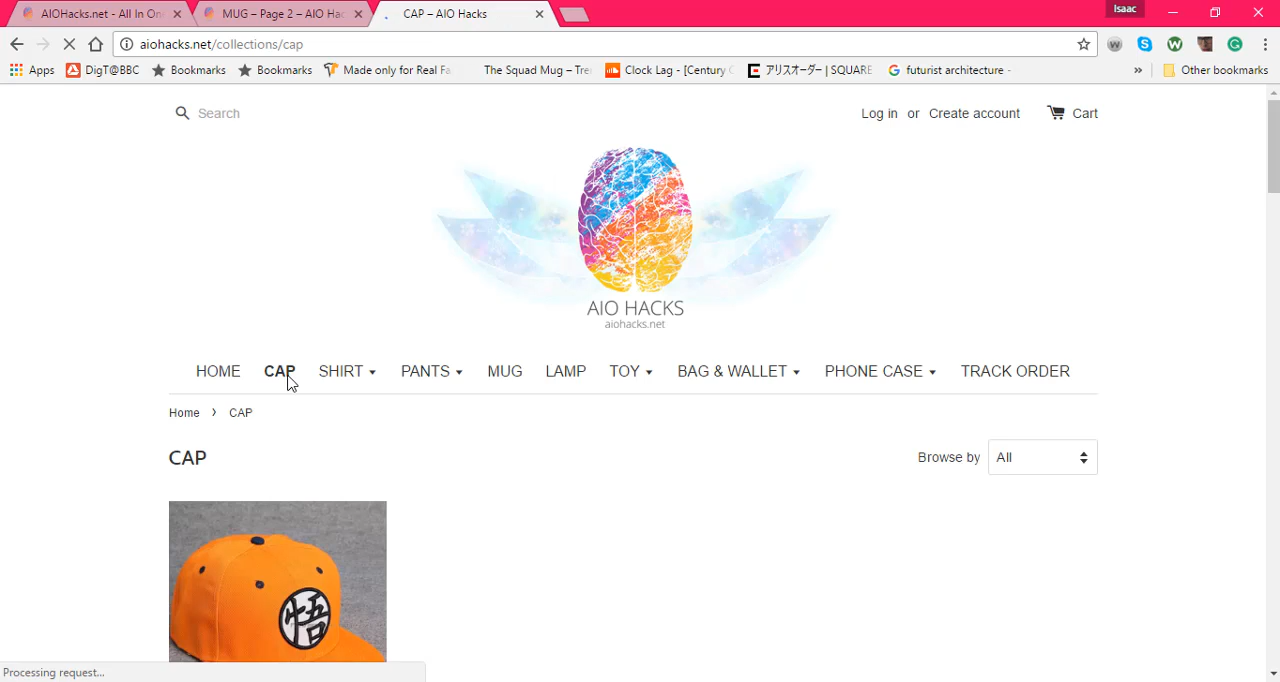 AIOHacks.net - All In On
MUG – Page 2 – AIO Hac
CAP – AIO Hacks
Isaac
aiohacks.net/collections/cap
Apps
DigT@BBC
Bookmarks
Bookmarks
Made only for Real Fa
The Squad Mug – Tre
Clock Lag - [Century C
アリスオーダー | SQUARE
futurist architecture -
»
Other bookmarks
Search
Log in or Create account
Cart
AIO HACKS
aiohacks.net
HOME CAP SHIRT PANTS MUG LAMP TOY BAG & WALLET PHONE CASE TRACK ORDER
Home › CAP
CAP
Browse by All
悟
Processing request...